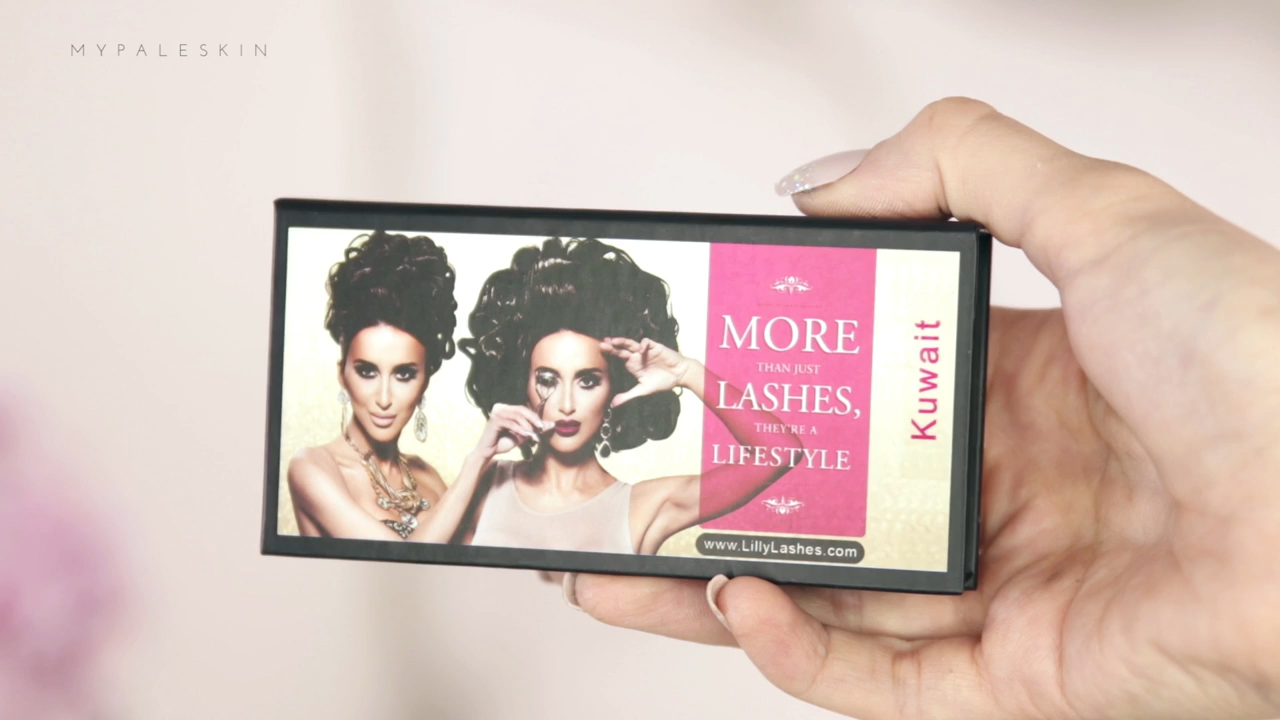 MYPALESKIN
MORE
THAN JUST
LASHES,
THEY'RE A
LIFESTYLE
www.LillyLashes.com
Kuwait